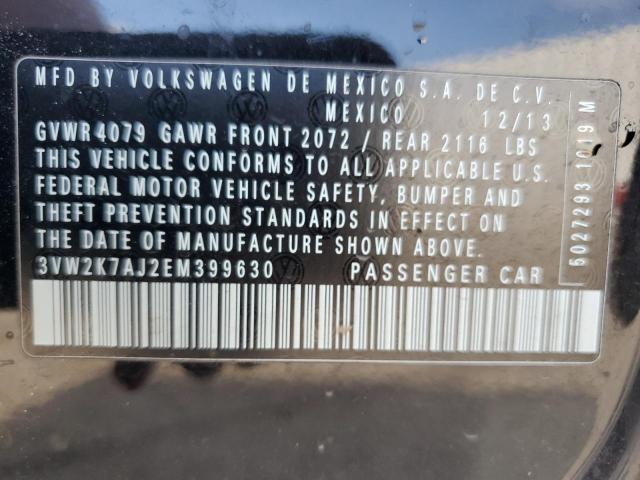 MFD BY VOLKSWAGEN DE MEXICO S.A. DE C.V.
MEXICO 12/13
GVWR 4079 GAWR FRONT 2072 / REAR 2116 LBS
THIS VEHICLE CONFORMS TO ALL APPLICABLE U.S.
FEDERAL MOTOR VEHICLE SAFETY, BUMPER AND
THEFT PREVENTION STANDARDS IN EFFECT ON
THE DATE OF MANUFACTURE SHOWN ABOVE.
3VW2K7AJ2EM399630 PASSENGER CAR
5027293 1019 M